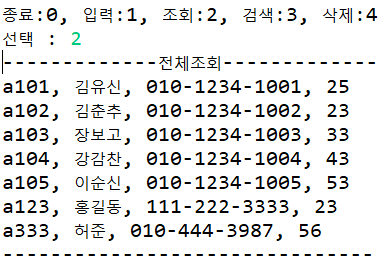 종료:0, 입력:1, 조회:2, 검색:3, 삭제:4
선택 : 2
|-------------전체조회-------------
a101, 김유신, 010-1234-1001, 25
a102, 김춘추, 010-1234-1002, 23
a103, 장보고, 010-1234-1003, 33
a104, 강감찬, 010-1234-1004, 43
a105, 이순신, 010-1234-1005, 53
a123, 홍길동, 111-222-3333, 23
a333, 허준, 010-444-3987, 56
-------------------------------